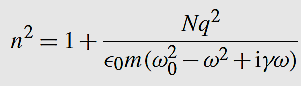 n² = 1 + Nq² / ϵ₀m(ω₀² − ω² + iγω)